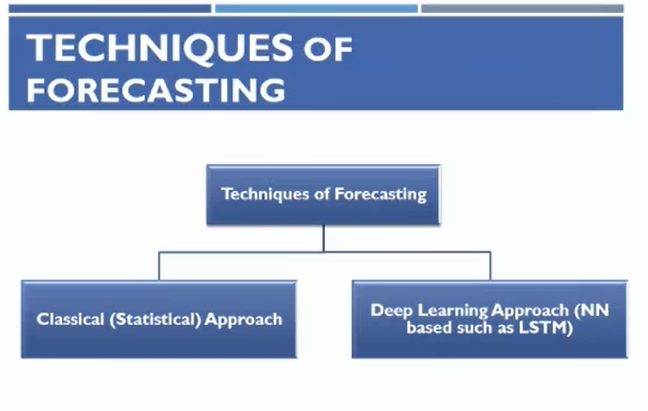 TECHNIQUES OF
FORECASTING
Techniques of Forecasting
Classical (Statistical) Approach
Deep Learning Approach (NN
based such as LSTM)